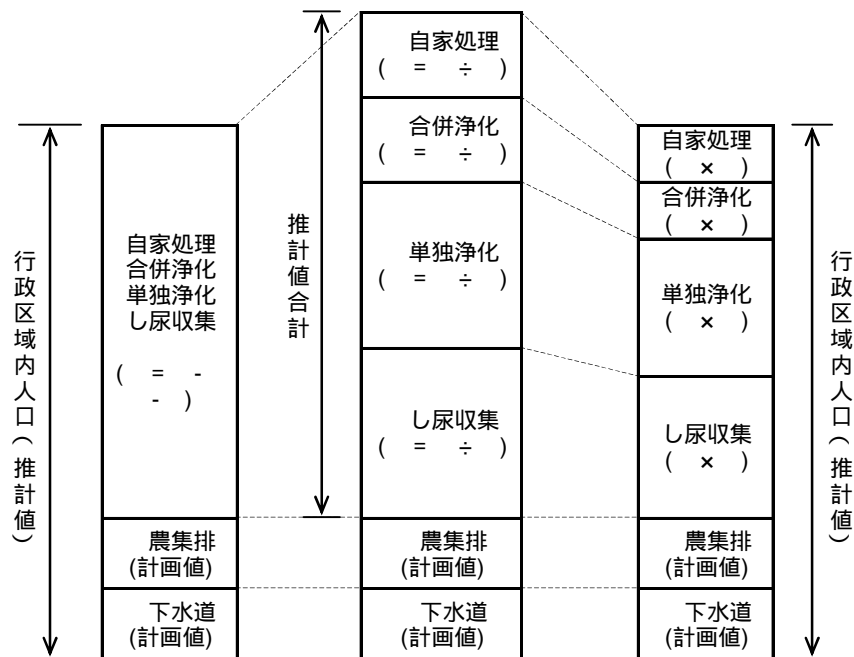 行政区域内人口(推計値)
自家処理
合併浄化
単独浄化
し尿収集
( = -
- )
農集排
(計画値)
下水道
(計画値)
推計値合計
自家処理
( = ÷ )
合併浄化
( = ÷ )
単独浄化
( = ÷ )
し尿収集
( = ÷ )
農集排
(計画値)
下水道
(計画値)
自家処理
( × )
合併浄化
( × )
単独浄化
( × )
し尿収集
( × )
農集排
(計画値)
下水道
(計画値)
行政区域内人口(推計値)